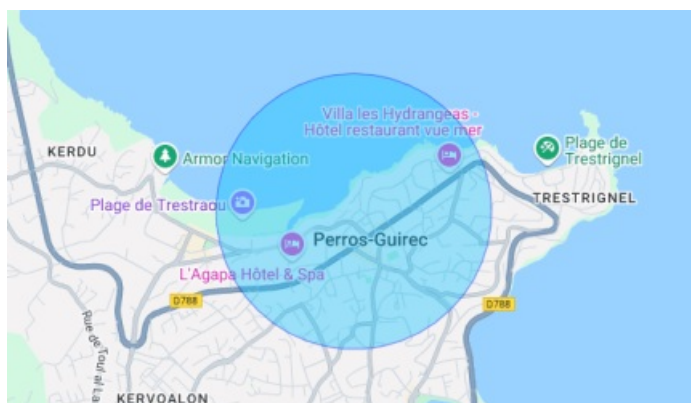 Villa les Hydrangeas -
Hôtel restaurant vue mer
Plage de
Trestrignel
KERDU
Armor Navigation
TRESTRIGNEL
Plage de Trestraou
Perros-Guirec
L'Agapa Hôtel & Spa
D788
D788
KERVOALON